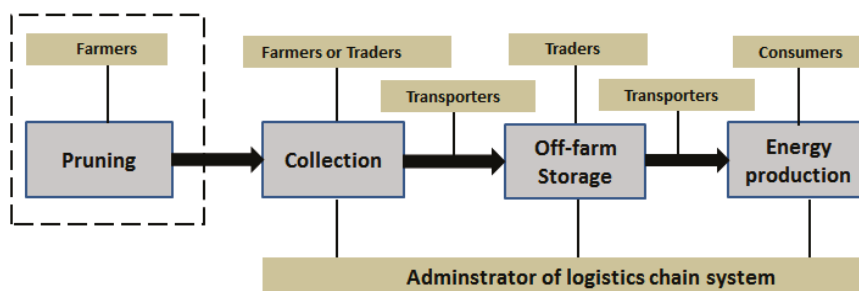 Farmers
Farmers or Traders
Traders
Consumers
Transporters
Transporters
Pruning
Collection
Off-farm
Storage
Energy
production
Adminstrator of logistics chain system